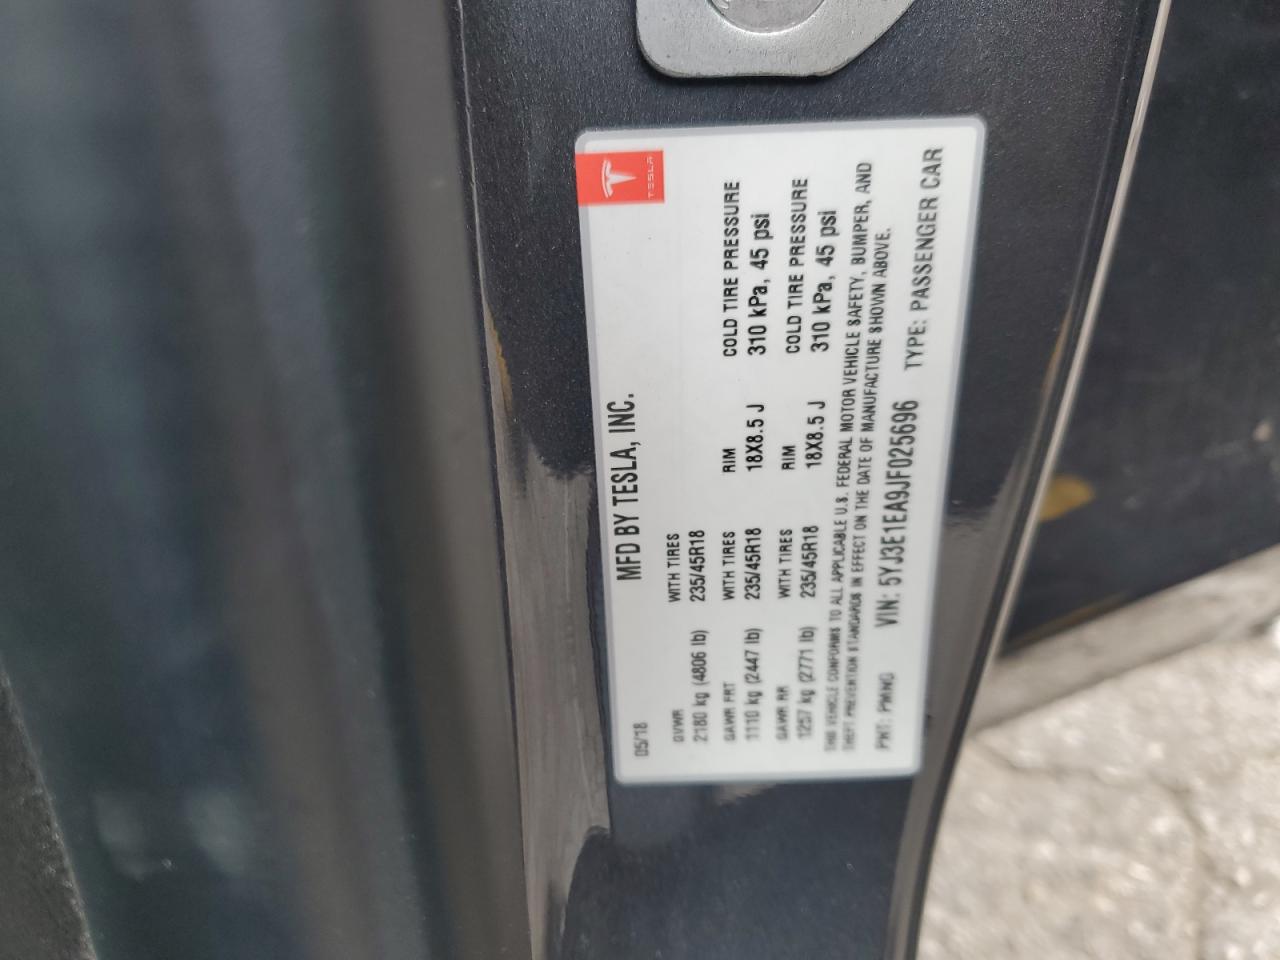 TESLA
MFD BY TESLA, INC.
05/18
GVWR WITH TIRES
2180 kg (4806 lb) 235/45R18
GAWR FRT WITH TIRES RIM COLD TIRE PRESSURE
1110 kg (2447 lb) 235/45R18 18X8.5 J 310 kPa, 45 psi
GAWR RR WITH TIRES RIM COLD TIRE PRESSURE
1257 kg (2771 lb) 235/45R18 18X8.5 J 310 kPa, 45 psi
THIS VEHICLE CONFORMS TO ALL APPLICABLE U.S. FEDERAL MOTOR VEHICLE SAFETY, BUMPER, AND
THEFT PREVENTION STANDARDS IN EFFECT ON THE DATE OF MANUFACTURE SHOWN ABOVE.
PNT: PMNG VIN: 5YJ3E1EA9JF025696 TYPE: PASSENGER CAR